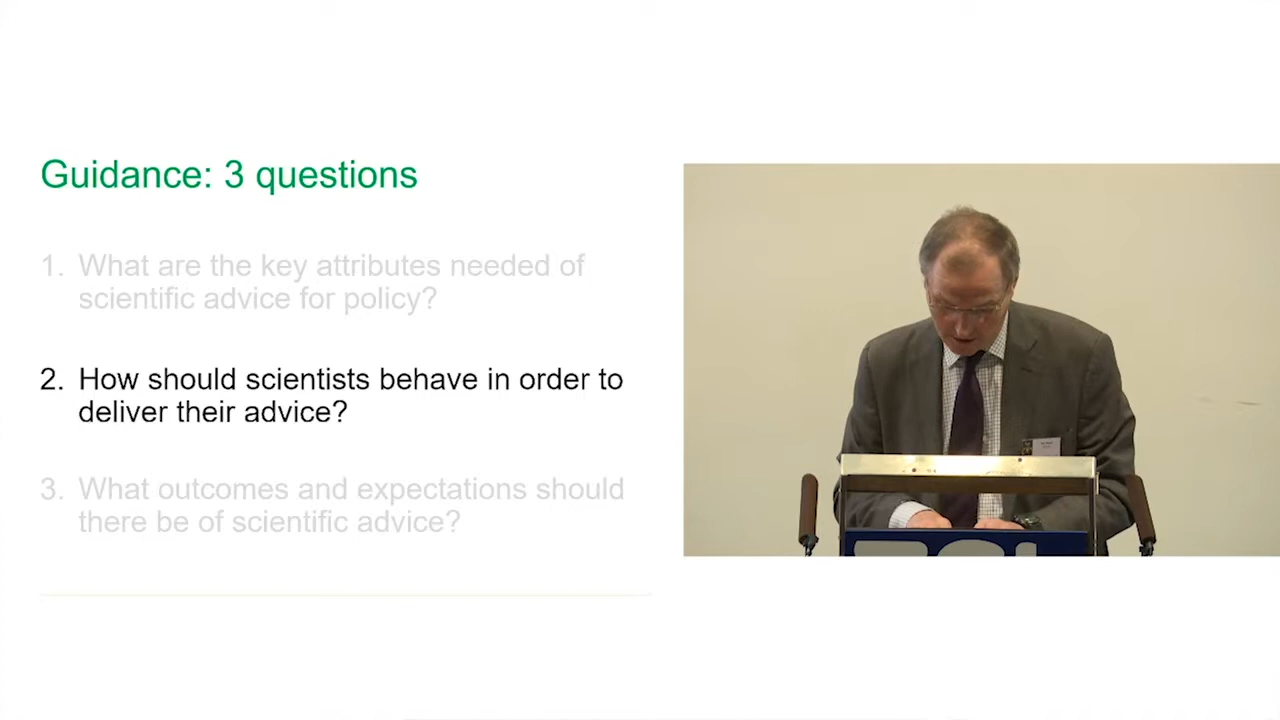 Guidance: 3 questions
1. What are the key attributes needed of
scientific advice for policy?
2. How should scientists behave in order to
deliver their advice?
3. What outcomes and expectations should
there be of scientific advice?